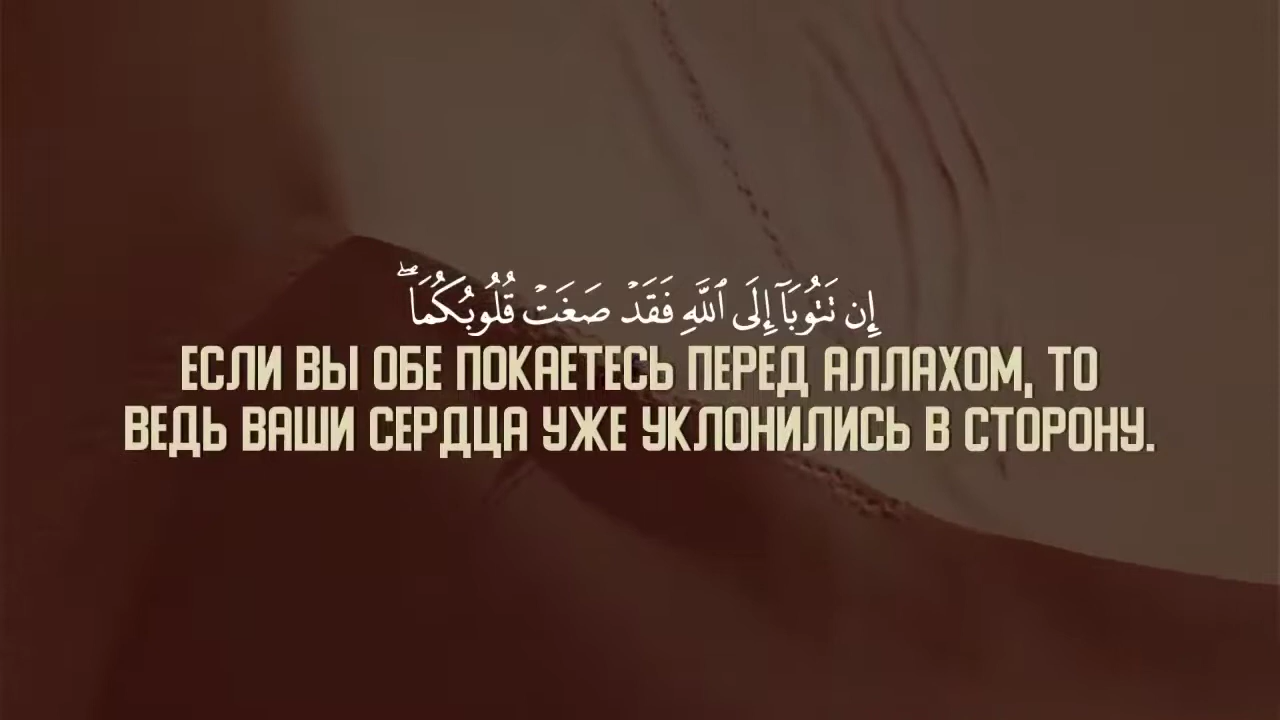 إِن تَتُوبَآ إِلَى ٱللَّهِ فَقَدْ صَغَتْ قُلُوبُكُمَا ۖ
ЕСЛИ ВЫ ОБЕ ПОКАЕТЕСЬ ПЕРЕД АЛЛАХОМ, ТО
ВЕДЬ ВАШИ СЕРДЦА УЖЕ УКЛОНИЛИСЬ В СТОРОНУ.